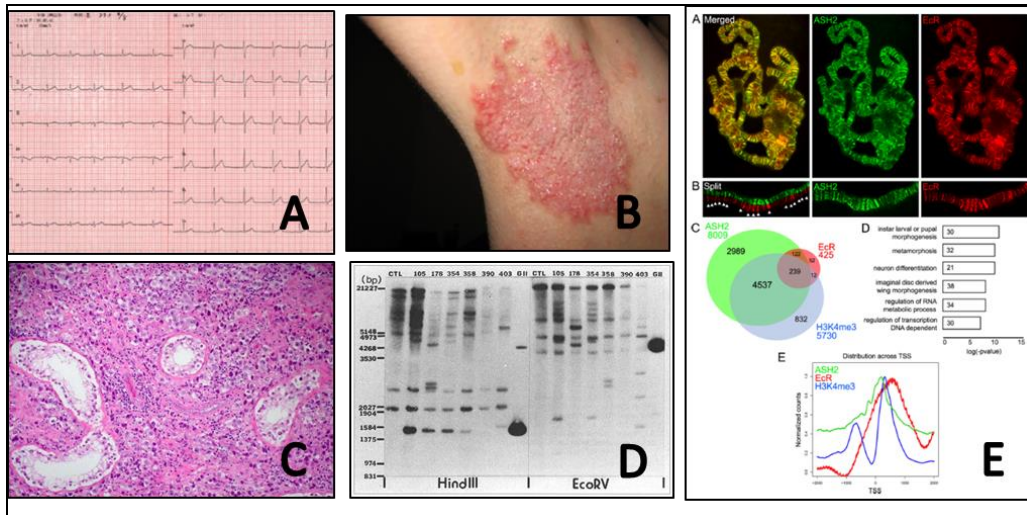 A
B
C
(bp) CTL 105 178 354 358 390 403 GII CTL 105 178 354 358 390 403 GII
21227
5148
4973
4268
3530
2027
1904
1584
1375
976
831
HindIII EcoRV
D
A Merged ASH2 EcR
B Split ASH2 EcR
C
ASH2
8009
2989
EcR
425
239
4537
832
H3K4me3
5730
D
instar larval or pupal
morphogenesis
30
metamorphosis 32
neuron differentitation 21
imaginal disc derived
wing morphogenesis
38
regulation of RNA
metabolic process
34
regulation of transcription
DNA dependent
30
0 5 10 15
log(-pvalue)
E
Distribution across TSS
ASH2
EcR
H3K4me3
Normalized counts
TSS
E